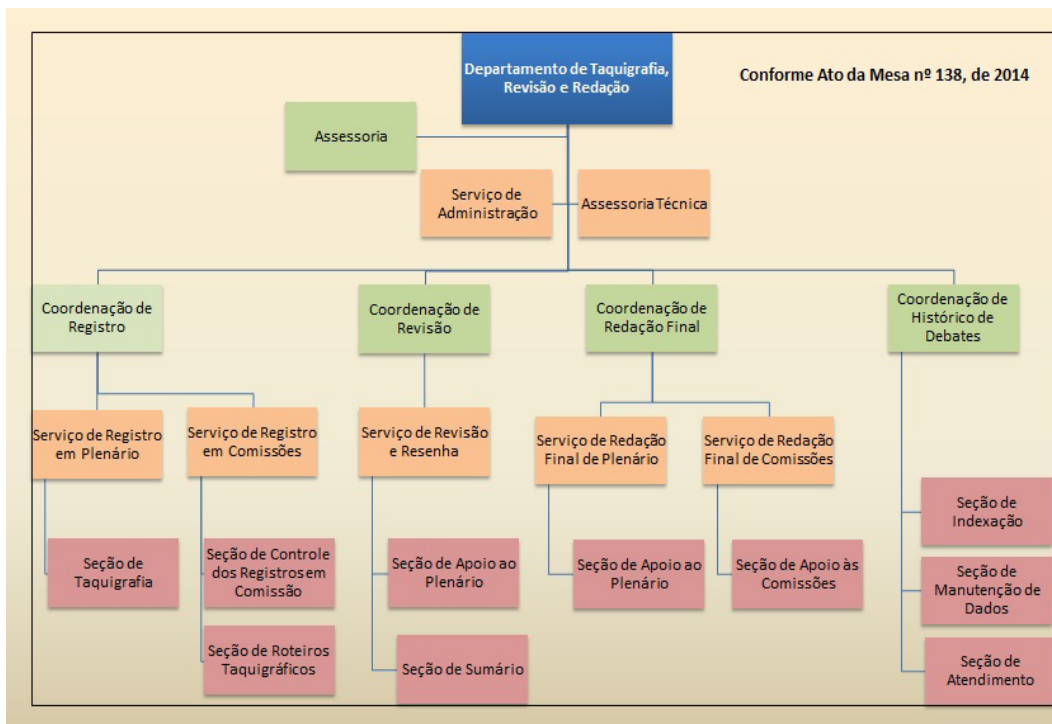 Departamento de Taquigrafia,
Revisão e Redação
Conforme Ato da Mesa nº 138, de 2014
Assessoria
Serviço de
Administração
Assessoria Técnica
Coordenação de
Registro
Coordenação de
Revisão
Coordenação de
Redação Final
Coordenação de
Histórico de
Debates
Serviço de Registro
em Plenário
Serviço de Registro
em Comissões
Serviço de Revisão
e Resenha
Serviço de Redação
Final de Plenário
Serviço de Redação
Final de Comissões
Seção de
Taquigrafia
Seção de Controle
dos Registros em
Comissão
Seção de Roteiros
Taquigráficos
Seção de Apoio ao
Plenário
Seção de Sumário
Seção de Apoio ao
Plenário
Seção de Apoio às
Comissões
Seção de
Indexação
Seção de
Manutenção de
Dados
Seção de
Atendimento